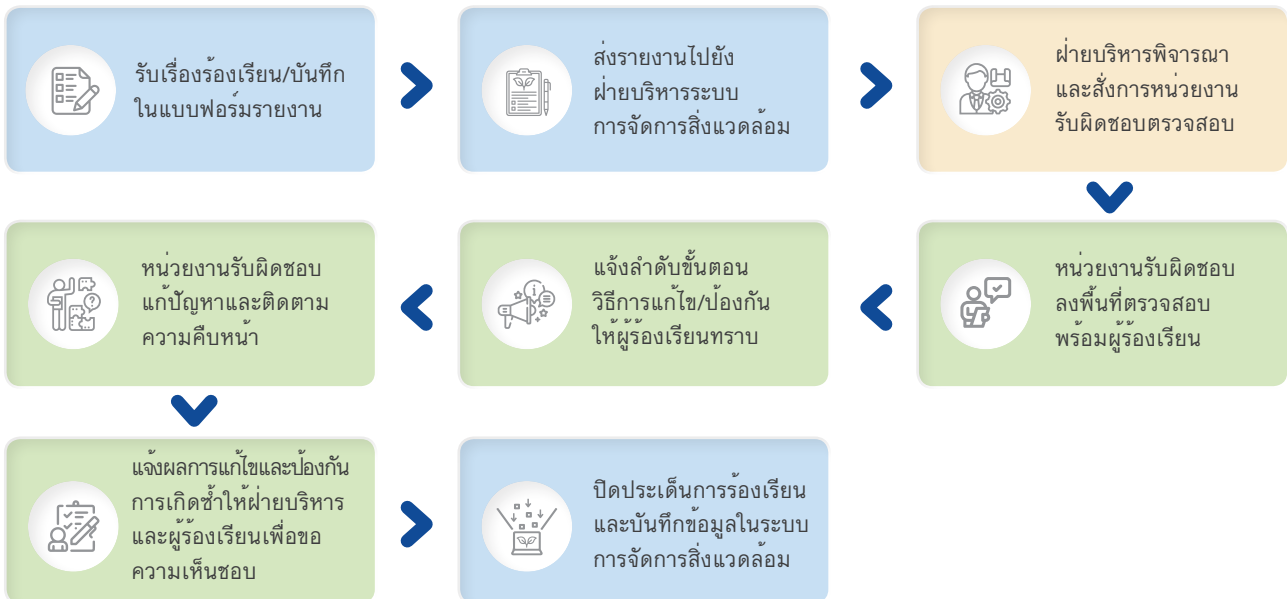 รับเรื่องร้องเรียน/บันทึก
ในแบบฟอร์มรายงาน
ส่งรายงานไปยัง
ฝ่ายบริหารระบบ
การจัดการสิ่งแวดล้อม
ฝ่ายบริหารพิจารณา
และสั่งการหน่วยงาน
รับผิดชอบตรวจสอบ
หน่วยงานรับผิดชอบ
ลงพื้นที่ตรวจสอบ
พร้อมผู้ร้องเรียน
แจ้งลำดับขั้นตอน
วิธีการแก้ไข/ป้องกัน
ให้ผู้ร้องเรียนทราบ
หน่วยงานรับผิดชอบ
แก้ปัญหาและติดตาม
ความคืบหน้า
แจ้งผลการแก้ไขและป้องกัน
การเกิดซ้ำให้ฝ่ายบริหาร
และผู้ร้องเรียนเพื่อขอ
ความเห็นชอบ
ปิดประเด็นการร้องเรียน
และบันทึกข้อมูลในระบบ
การจัดการสิ่งแวดล้อม